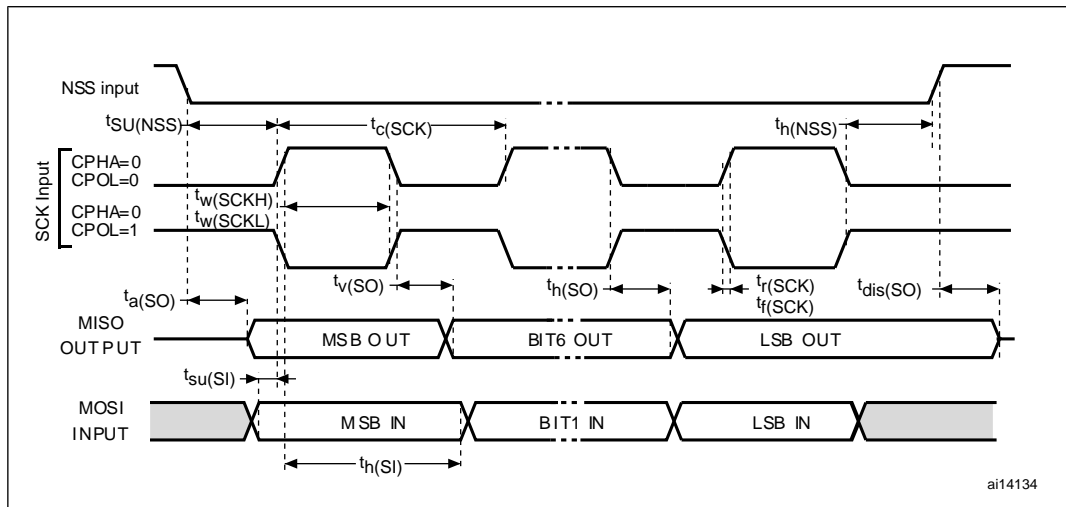 NSS input
tSU(NSS)
tc(SCK)
th(NSS)
SCK Input
CPHA=0
CPOL=0
tw(SCKH)
CPHA=0
tw(SCKL)
CPOL=1
ta(SO)
tv(SO)
th(SO)
tr(SCK)
tf(SCK)
tdis(SO)
MISO
OUTPUT
MSB OUT
BIT6 OUT
LSB OUT
tsu(SI)
MOSI
INPUT
MSB IN
BIT1 IN
LSB IN
th(SI)
ai14134